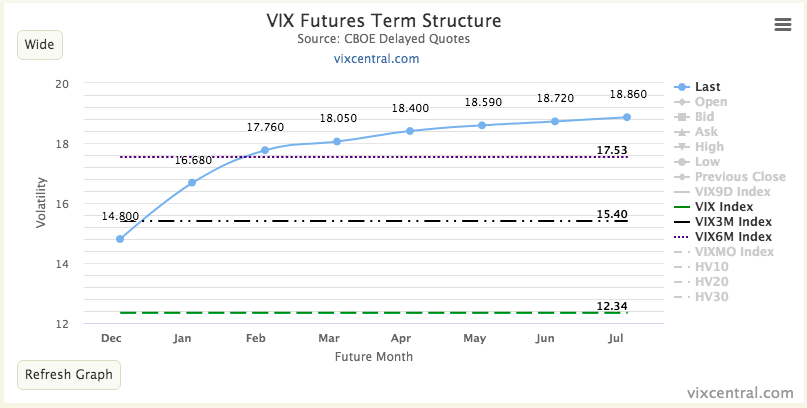 VIX Futures Term Structure
Source: CBOE Delayed Quotes
vixcentral.com
Wide
Volatility
20
18
16
14
12
14.800
16.680
17.760
18.050
18.400
18.590
18.720
18.860
17.53
15.40
12.34
Dec Jan Feb Mar Apr May Jun Jul
Future Month
Last
Open
Bid
Ask
High
Low
Previous Close
VIX9D Index
VIX Index
VIX3M Index
VIX6M Index
VIXMO Index
HV10
HV20
HV30
Refresh Graph
vixcentral.com